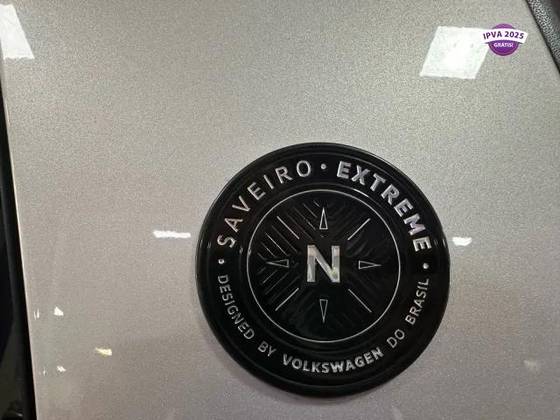 IPVA 2025
GRÁTIS!
SAVEIRO • EXTREME
N
DESIGNED BY VOLKSWAGEN DO BRASIL